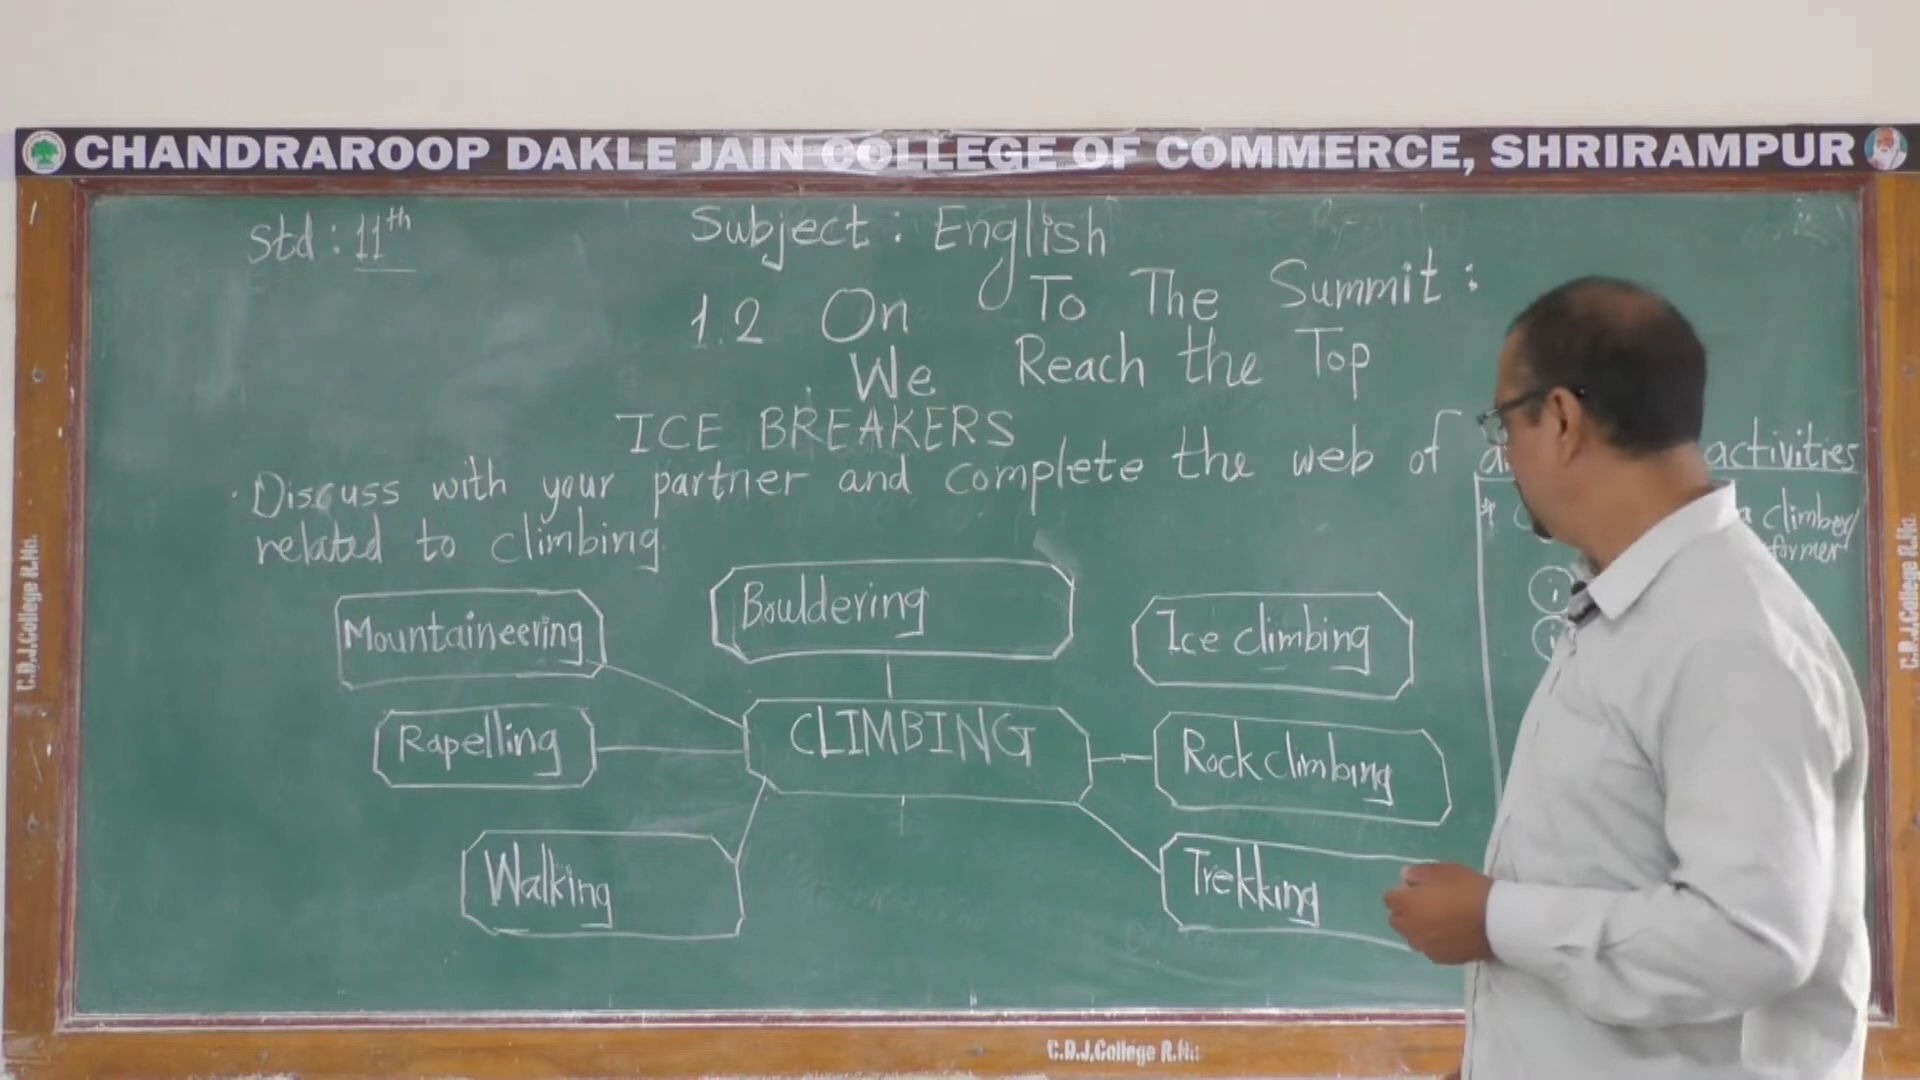 CHANDRAROOP DAKLE JAIN COLLEGE OF COMMERCE, SHRIRAMPUR
Std : 11th
Subject : English
1.2 On To The Summit :
We Reach the Top
ICE BREAKERS
Discuss with your partner and complete the web of activities
related to climbing.
climber/
former
i
Mountaineering
Bouldering
Ice climbing
Rapelling
CLIMBING
Rock climbing
Walking
Trekking
C.D.J.College R.No.
C.D.J.College R.No.
C.D.J.College R.No.